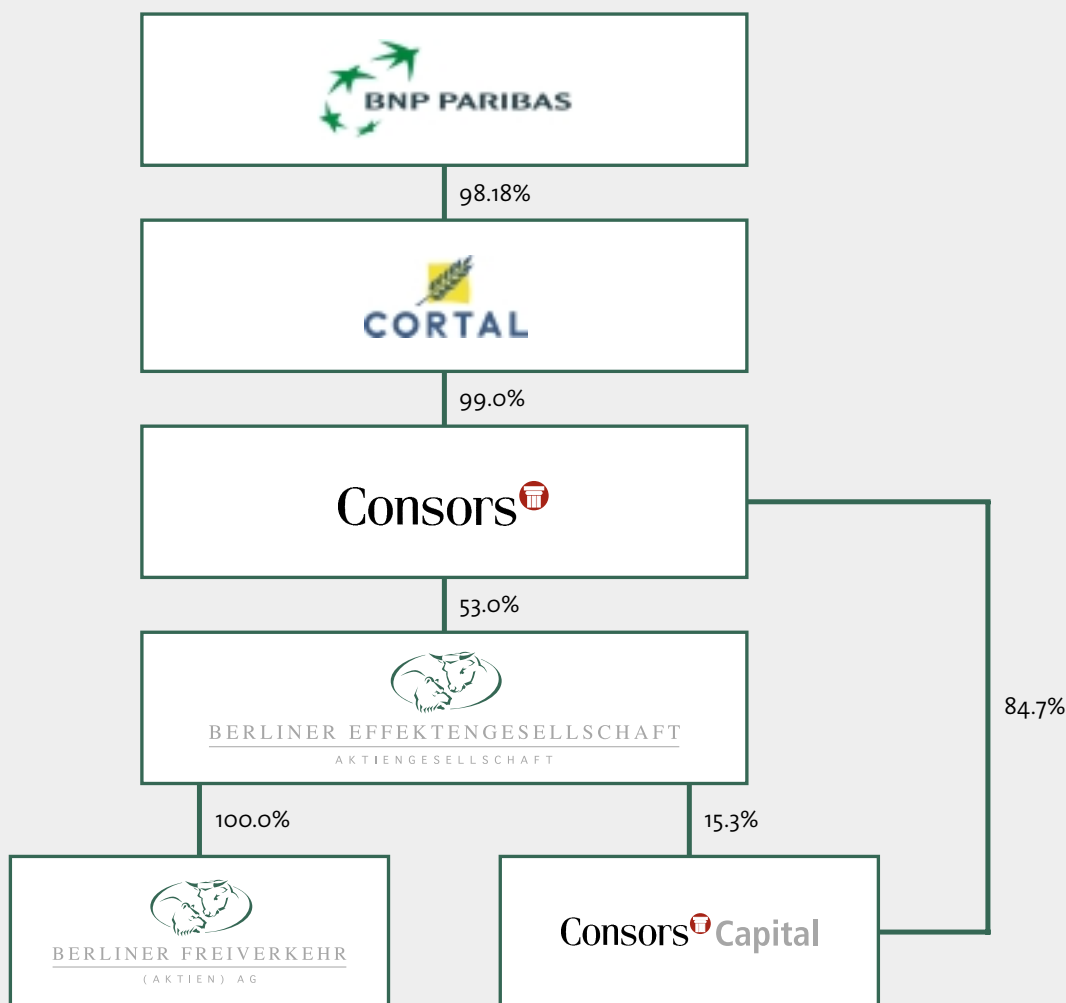 BNP PARIBAS
98.18%
CORTAL
99.0%
Consors
53.0%
BERLINER EFFEKTENGESELLSCHAFT
AKTIENGESELLSCHAFT
84.7%
100.0%
15.3%
BERLINER FREIVERKEHR
(AKTIEN) AG
Consors Capital